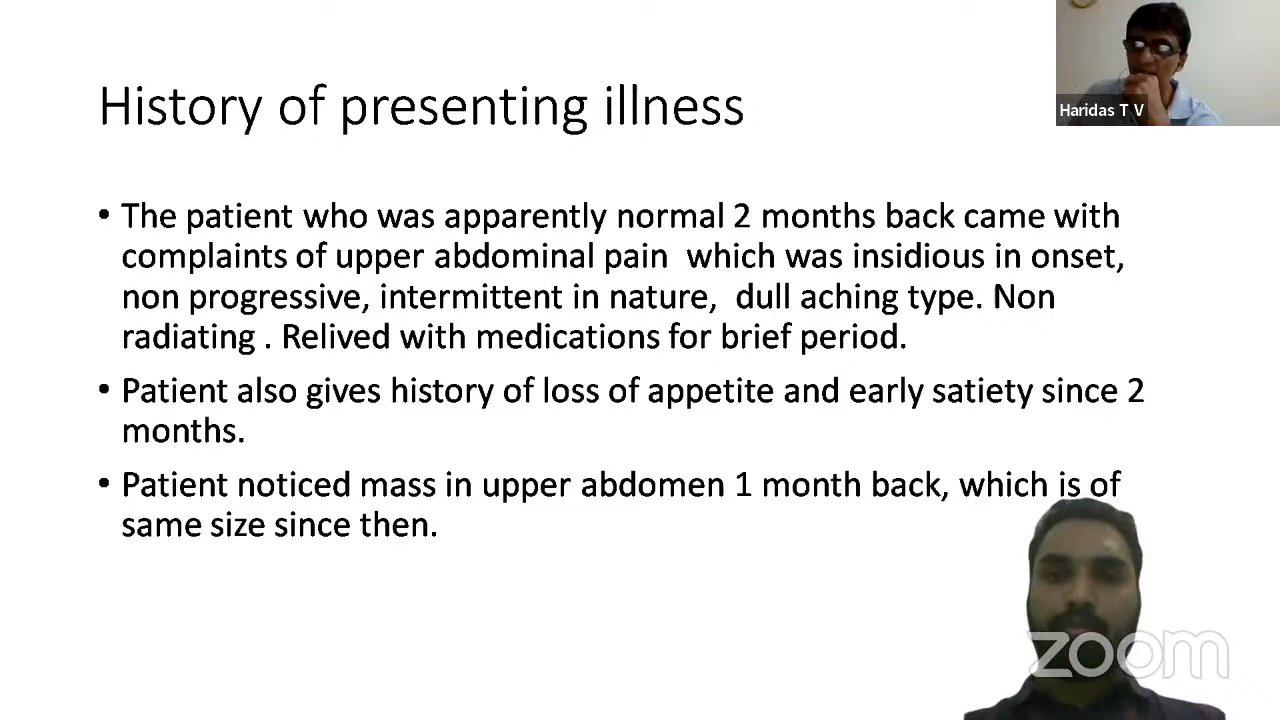 History of presenting illness
Haridas T V
• The patient who was apparently normal 2 months back came with
complaints of upper abdominal pain  which was insidious in onset,
non progressive, intermittent in nature,  dull aching type. Non
radiating . Relived with medications for brief period.
• Patient also gives history of loss of appetite and early satiety since 2
months.
• Patient noticed mass in upper abdomen 1 month back, which is of
same size since then.
zoom